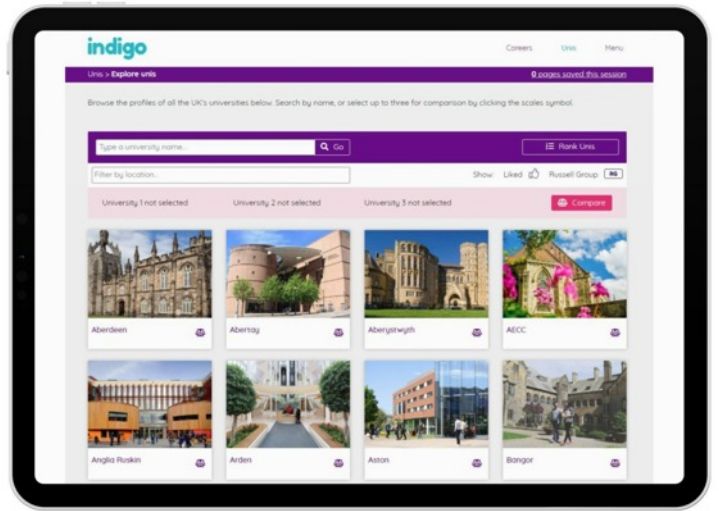 indigo
Careers Unis Menu
Unis > Explore unis 0 pages saved this session
Browse the profiles of all the UK's universities below. Search by name, or select up to three for comparison by clicking the scales symbol.
Type a university name... Go Rank Unis
Filter by location.. Show Liked Russell Group RG
University 1 not selected University 2 not selected University 3 not selected Compare
Aberdeen Abertay Aberystwyth AECC
Anglia Ruskin Arden Aston Bangor